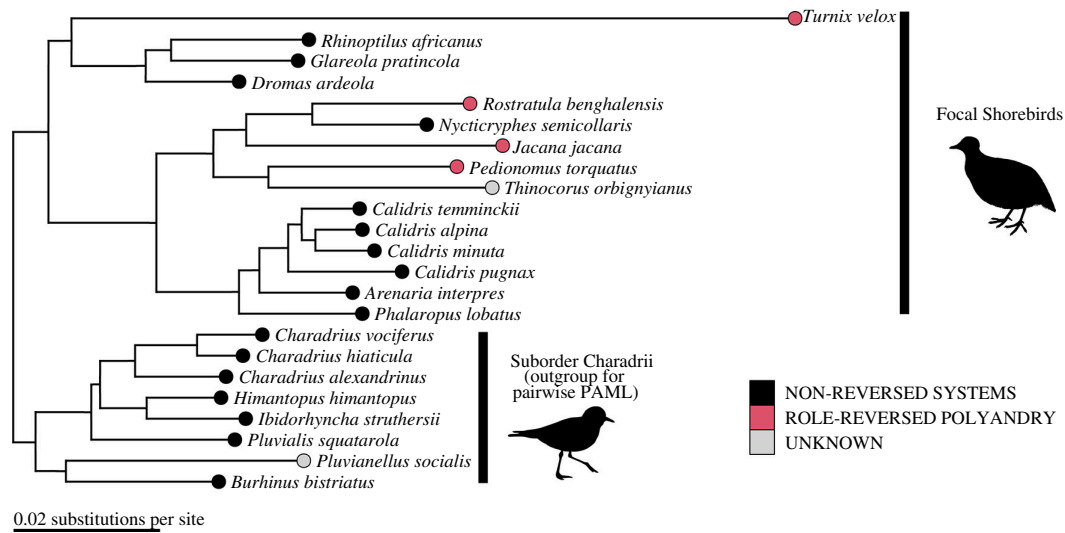 Turnix velox
Rhinoptilus africanus
Glareola pratincola
Dromas ardeola
Rostratula benghalensis
Nycticryphes semicollaris
Jacana jacana
Pedionomus torquatus
Thinocorus orbignyianus
Calidris temminckii
Calidris alpina
Calidris minuta
Calidris pugnax
Arenaria interpres
Phalaropus lobatus
Charadrius vociferus
Charadrius hiaticula
Charadrius alexandrinus
Himantopus himantopus
Ibidorhyncha struthersii
Pluvialis squatarola
Pluvianellus socialis
Burhinus bistriatus
0.02 substitutions per site
Focal Shorebirds
Suborder Charadrii
(outgroup for
pairwise PAML)
NON-REVERSED SYSTEMS
ROLE-REVERSED POLYANDRY
UNKNOWN